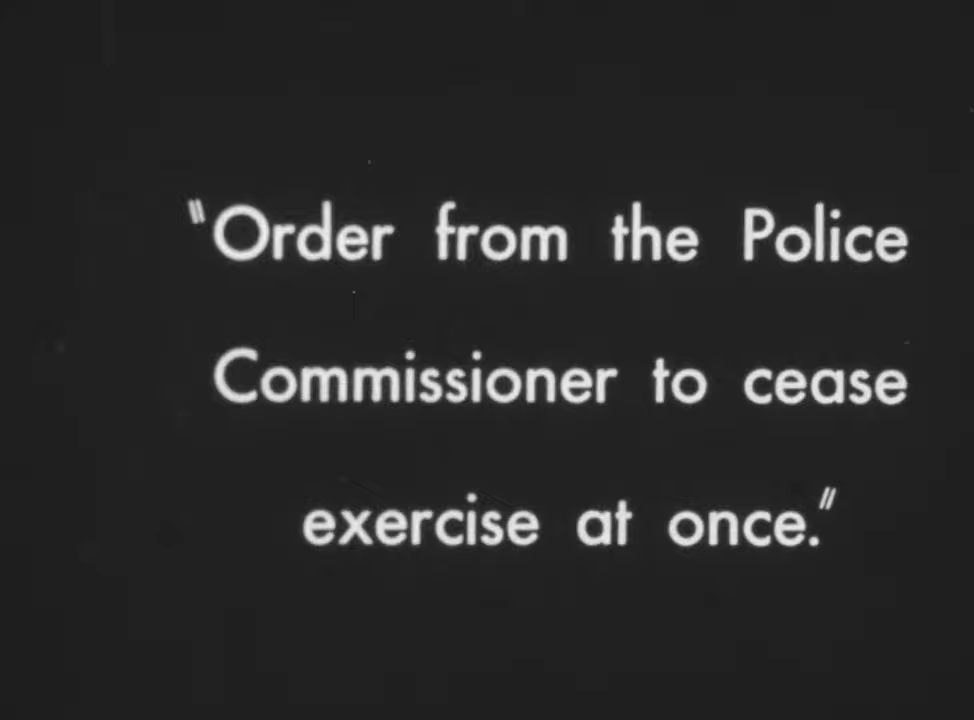 "Order from the Police
Commissioner to cease
exercise at once."